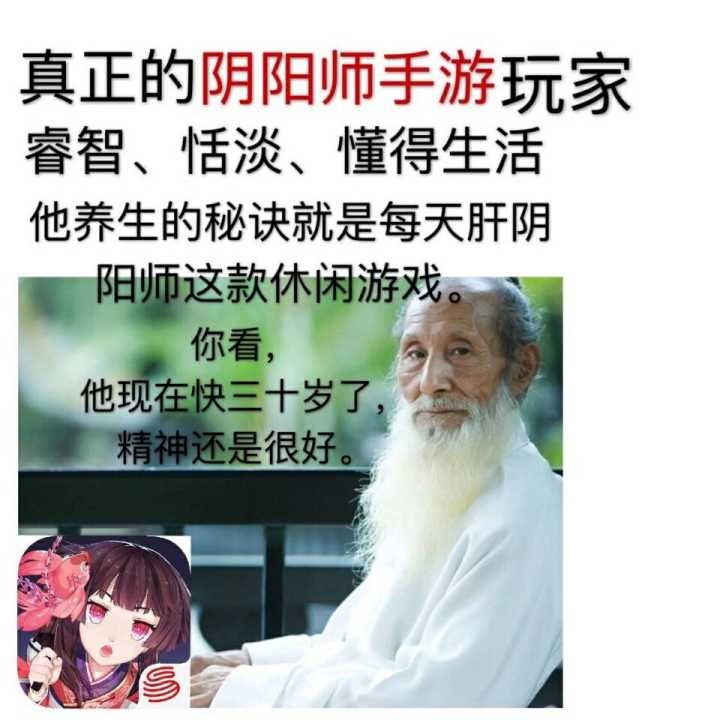 真正的阴阳师手游玩家
睿智、恬淡、懂得生活
他养生的秘诀就是每天肝阴
阳师这款休闲游戏。
你看，
他现在快三十岁了，
精神还是很好。